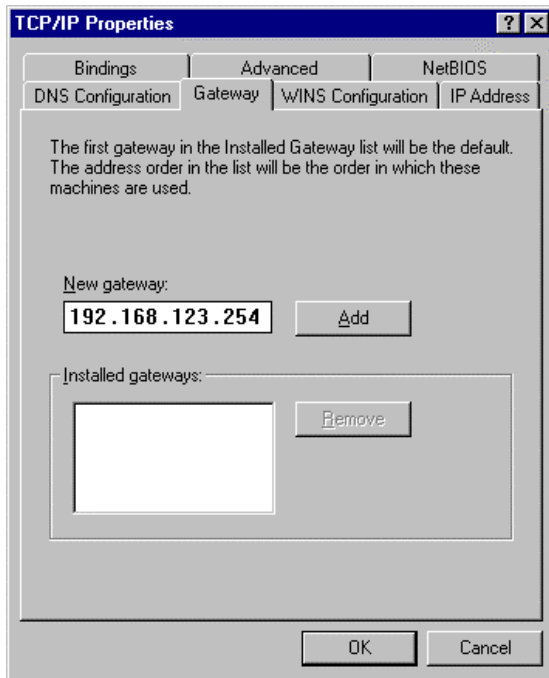 TCP/IP Properties ? X
Bindings Advanced NetBIOS
DNS Configuration Gateway WINS Configuration IP Address
The first gateway in the Installed Gateway list will be the default.
The address order in the list will be the order in which these
machines are used.
New gateway:
192.168.123.254 Add
Installed gateways:
Remove
OK Cancel